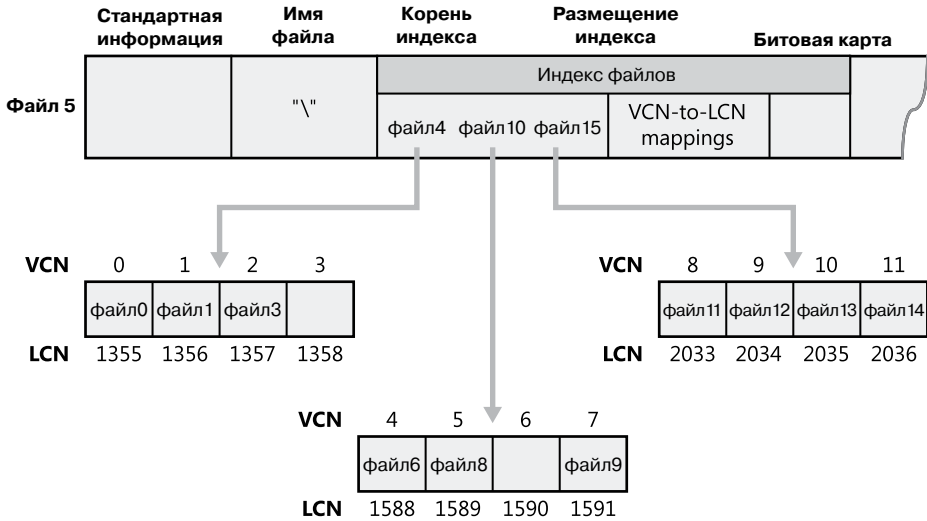 Стандартная информация
Имя файла
Корень индекса
Размещение индекса
Битовая карта
Файл 5
"\"
Индекс файлов
файл4 файл10 файл15
VCN-to-LCN mappings
VCN 0 1 2 3
файл0 файл1 файл3
LCN 1355 1356 1357 1358
VCN 8 9 10 11
файл11 файл12 файл13 файл14
LCN 2033 2034 2035 2036
VCN 4 5 6 7
файл6 файл8 файл9
LCN 1588 1589 1590 1591